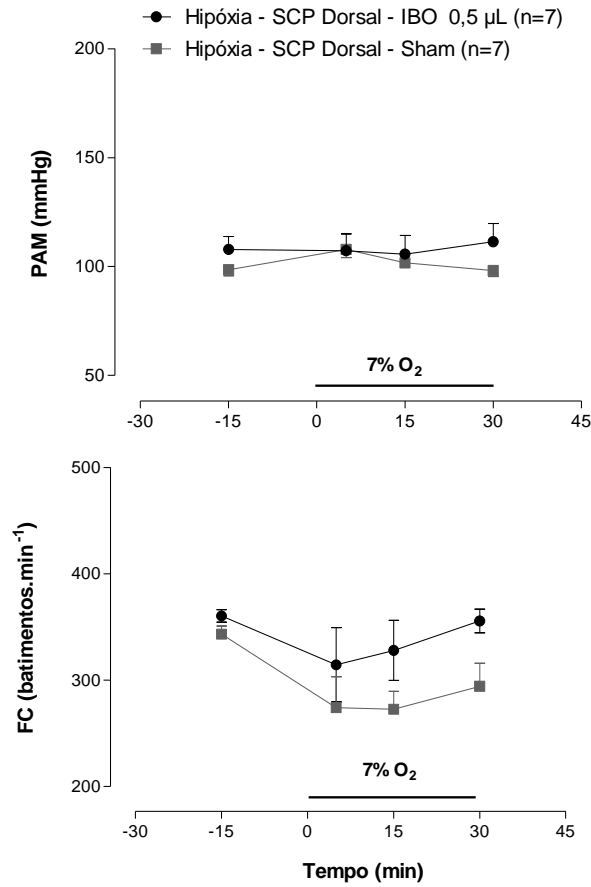 Hipóxia - SCP Dorsal - IBO 0,5 µL (n=7)
Hipóxia - SCP Dorsal - Sham (n=7)
200
150
100
50
PAM (mmHg)
7% O₂
-30 -15 0 15 30 45
500
400
300
200
FC (batimentos.min⁻¹)
7% O₂
-30 -15 0 15 30 45
Tempo (min)